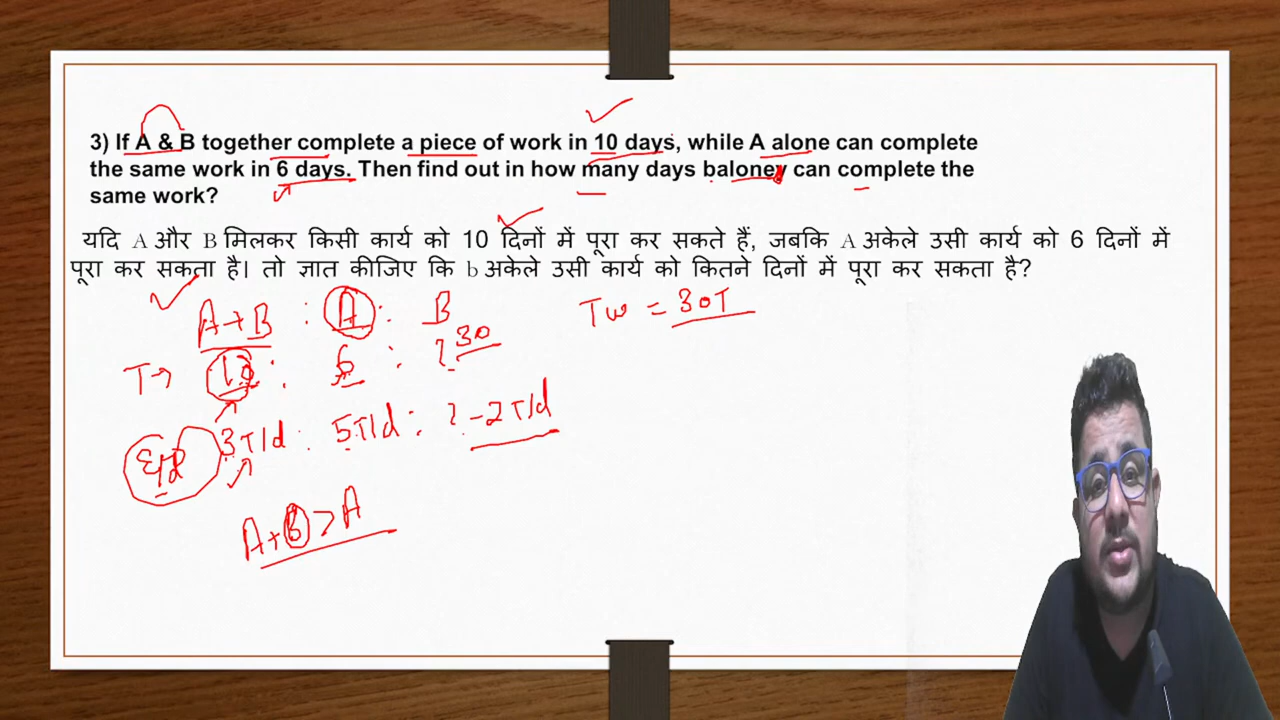 3) If A & B together complete a piece of work in 10 days, while A alone can complete
the same work in 6 days. Then find out in how many days baloney can complete the
same work?
यदि A और B मिलकर किसी कार्य को 10 दिनों में पूरा कर सकते हैं, जबकि A अकेले उसी कार्य को 6 दिनों में
पूरा कर सकता है। तो ज्ञात कीजिए कि b अकेले उसी कार्य को कितने दिनों में पूरा कर सकता है?
A+B : A : B
Tw = 30T
T→ 10 : 6 : ? 30
3T/d : 5T/d : ? -2T/d
A+B > A